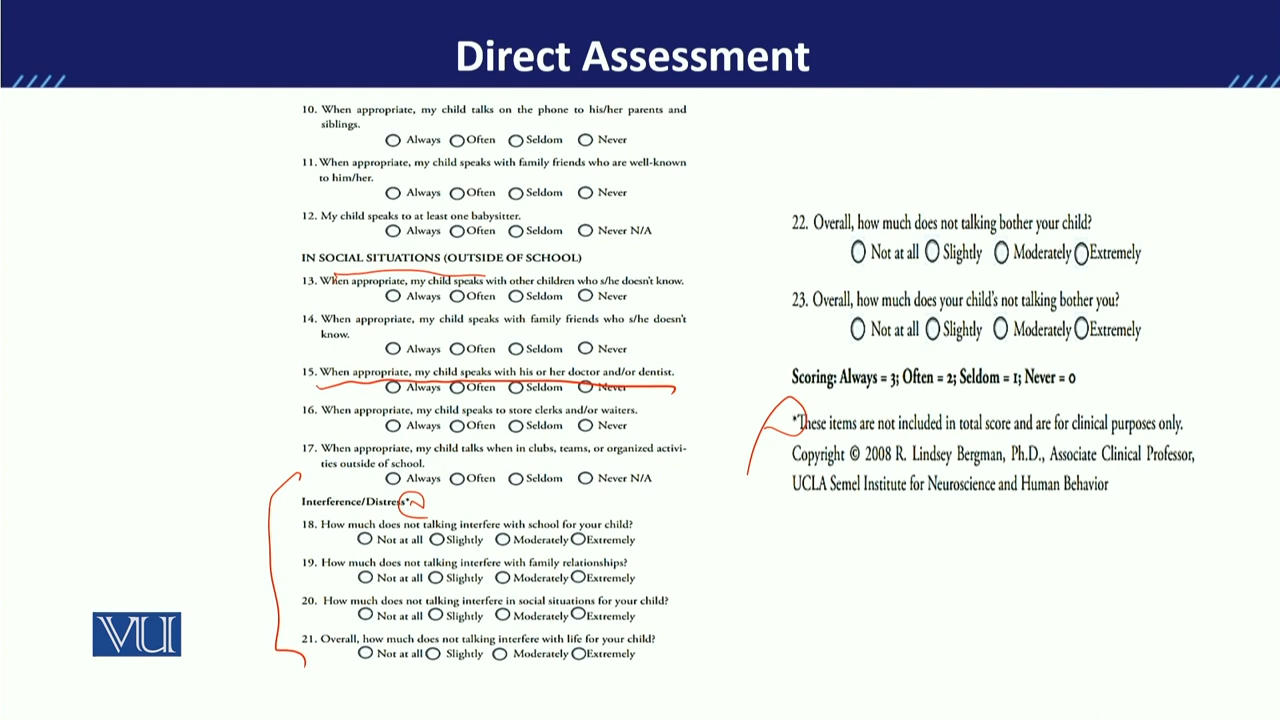 Direct Assessment
10. When appropriate, my child talks on the phone to his/her parents and
siblings.
Always Often Seldom Never
11. When appropriate, my child speaks with family friends who are well-known
to him/her.
Always Often Seldom Never
12. My child speaks to at least one babysitter.
Always Often Seldom Never N/A
IN SOCIAL SITUATIONS (OUTSIDE OF SCHOOL)
13. When appropriate, my child speaks with other children who s/he doesn't know.
Always Often Seldom Never
14. When appropriate, my child speaks with family friends who s/he doesn't
know.
Always Often Seldom Never
15. When appropriate, my child speaks with his or her doctor and/or dentist.
Always Often Seldom Never
16. When appropriate, my child speaks to store clerks and/or waiters.
Always Often Seldom Never
17. When appropriate, my child talks when in clubs, teams, or organized activi-
ties outside of school.
Always Often Seldom Never N/A
Interference/Distress*
18. How much does not talking interfere with school for your child?
Not at all Slightly Moderately Extremely
19. How much does not talking interfere with family relationships?
Not at all Slightly Moderately Extremely
20. How much does not talking interfere in social situations for your child?
Not at all Slightly Moderately Extremely
21. Overall, how much does not talking interfere with life for your child?
Not at all Slightly Moderately Extremely
22. Overall, how much does not talking bother your child?
Not at all Slightly Moderately Extremely
23. Overall, how much does your child's not talking bother you?
Not at all Slightly Moderately Extremely
Scoring: Always = 3; Often = 2; Seldom = 1; Never = 0
*These items are not included in total score and are for clinical purposes only.
Copyright © 2008 R. Lindsey Bergman, Ph.D., Associate Clinical Professor,
UCLA Semel Institute for Neuroscience and Human Behavior
VU